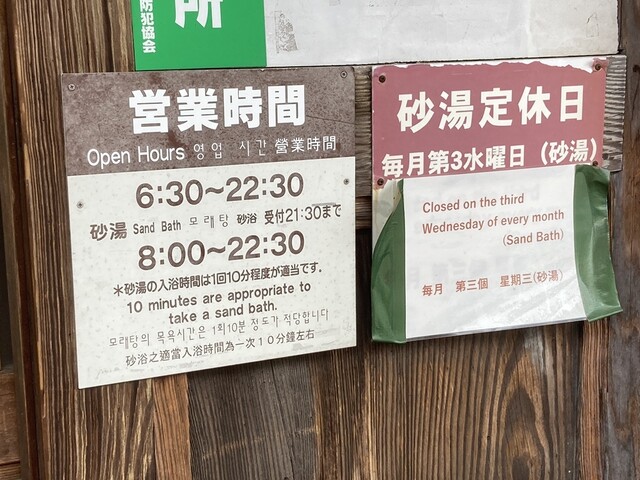 防犯協会
所
営業時間
Open Hours 영업 시간 營業時間
6:30〜22:30
砂湯 Sand Bath 모래탕 砂浴 受付21:30まで
8:00〜22:30
＊砂湯の入浴時間は1回10分程度が適当です．
10 minutes are appropriate to
take a sand bath.
모래탕의 목욕시간은 1회10분 정도가 적당합니다
砂浴之適當入浴時間為一次１０分鐘左右
砂湯定休日
毎月第3水曜日（砂湯）
Closed on the third
Wednesday of every month
(Sand Bath)
毎月 第三個 星期三(砂湯)